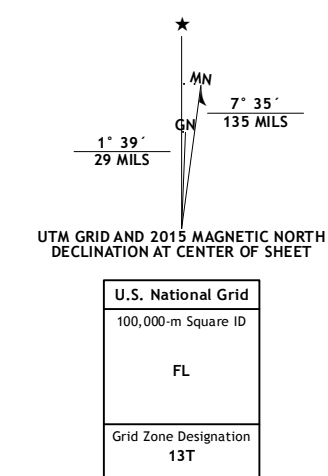 ★
MN
7° 35´
135 MILS
GN
1° 39´
29 MILS
UTM GRID AND 2015 MAGNETIC NORTH
DECLINATION AT CENTER OF SHEET
U.S. National Grid
100,000-m Square ID
FL
Grid Zone Designation
13T